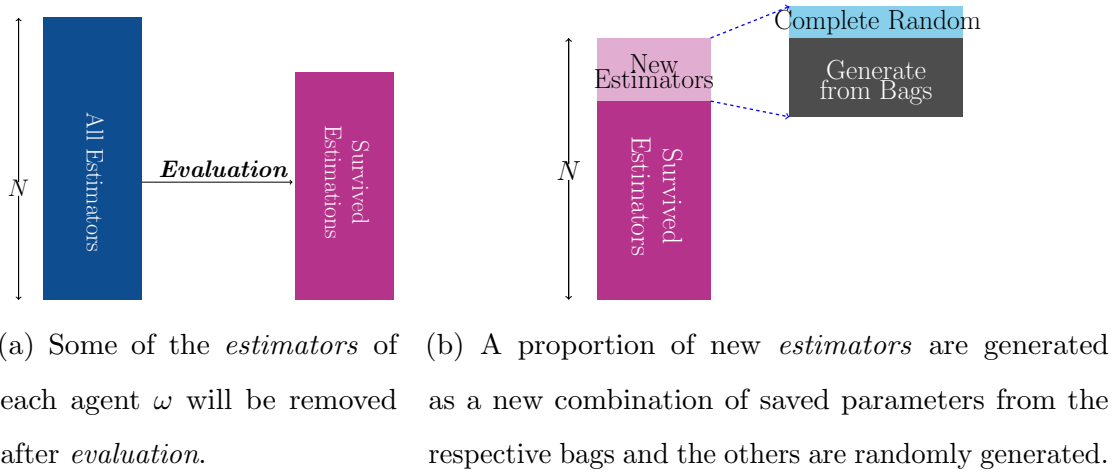 N
All Estimators
Evaluation
Survived
Estimations
N
New
Estimators
Survived
Estimators
Complete Random
Generate
from Bags
(a) Some of the estimators of
each agent ω will be removed
after evaluation.
(b) A proportion of new estimators are generated
as a new combination of saved parameters from the
respective bags and the others are randomly generated.